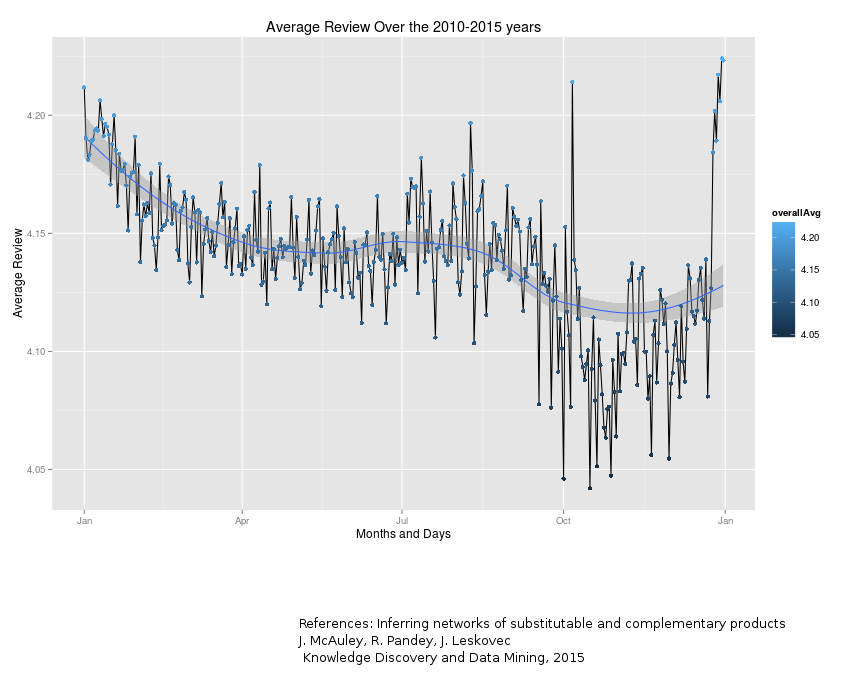 Average Review Over the 2010-2015 years
Average Review
4.20
4.15
4.10
4.05
Jan
Apr
Jul
Oct
Jan
Months and Days
overallAvg
4.20
4.15
4.10
4.05
References: Inferring networks of substitutable and complementary products
J. McAuley, R. Pandey, J. Leskovec
Knowledge Discovery and Data Mining, 2015